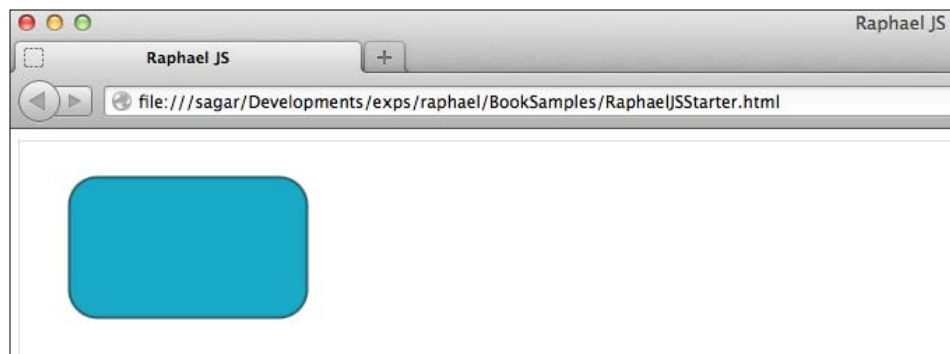 Raphael JS
Raphael JS
file:///sagar/Developments/exps/raphael/BookSamples/RaphaelJSStarter.html